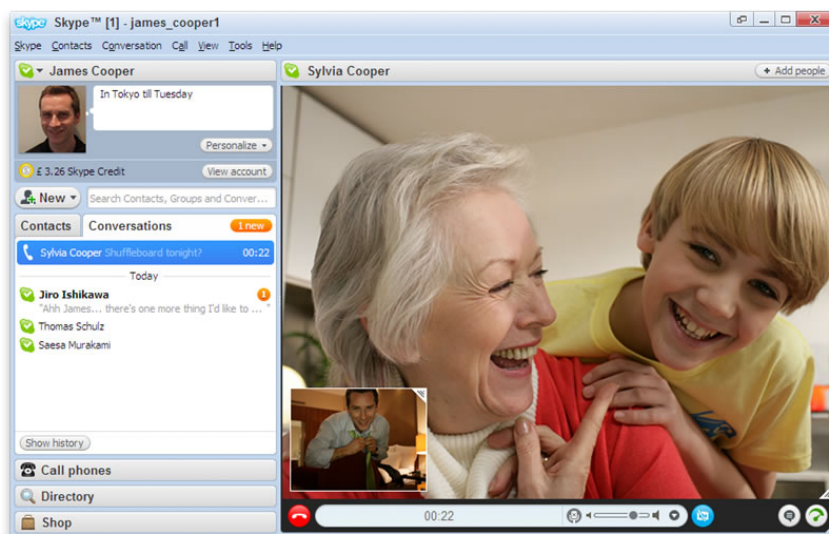 skype Skype™ [1] - james_cooper1
Skype Contacts Conversation Call View Tools Help
James Cooper
In Tokyo till Tuesday
Personalize
£ 3.26 Skype Credit
View account
New
Search Contacts, Groups and Conver...
Contacts
Conversations
1 new
Sylvia Cooper Shuffleboard tonight? 00:22
Today
Jiro Ishikawa 1
"Ahh James... there's one more thing I'd like to ... "
Thomas Schulz
Saesa Murakami
Show history
Call phones
Directory
Shop
Sylvia Cooper
+ Add people
00:22